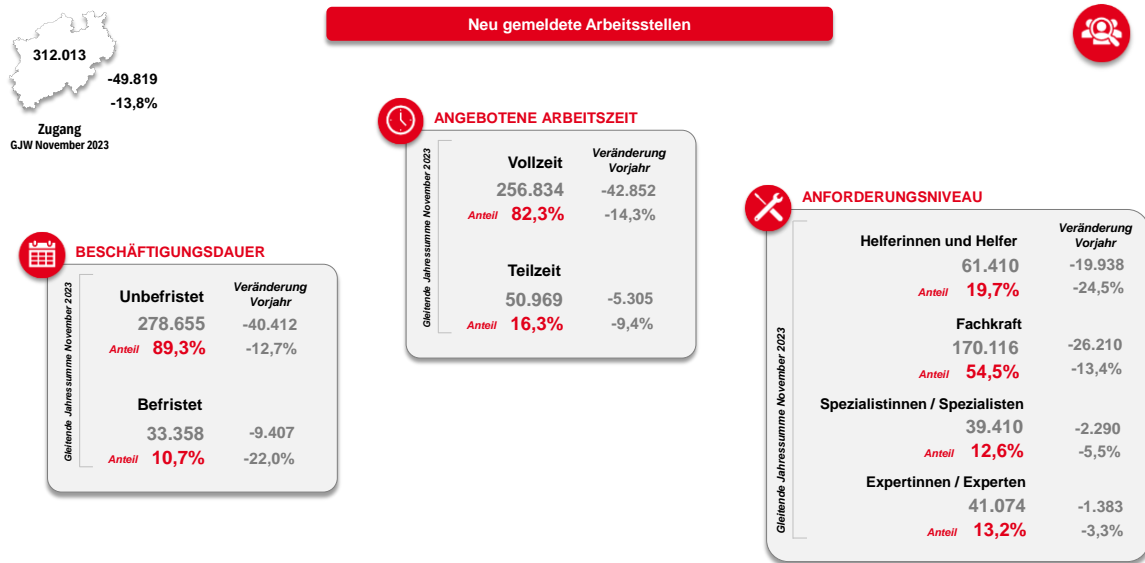 Neu gemeldete Arbeitsstellen
312.013
-49.819
-13,8%
Zugang
GJW November 2023
BESCHÄFTIGUNGSDAUER
Gleitende Jahressumme November 2023
Unbefristet
Veränderung
Vorjahr
278.655 -40.412
Anteil 89,3% -12,7%
Befristet
33.358 -9.407
Anteil 10,7% -22,0%
ANGEBOTENE ARBEITSZEIT
Gleitende Jahressumme November 2023
Vollzeit
Veränderung
Vorjahr
256.834 -42.852
Anteil 82,3% -14,3%
Teilzeit
50.969 -5.305
Anteil 16,3% -9,4%
ANFORDERUNGSNIVEAU
Gleitende Jahressumme November 2023
Helferinnen und Helfer
Veränderung
Vorjahr
61.410 -19.938
Anteil 19,7% -24,5%
Fachkraft
170.116 -26.210
Anteil 54,5% -13,4%
Spezialistinnen / Spezialisten
39.410 -2.290
Anteil 12,6% -5,5%
Expertinnen / Experten
41.074 -1.383
Anteil 13,2% -3,3%